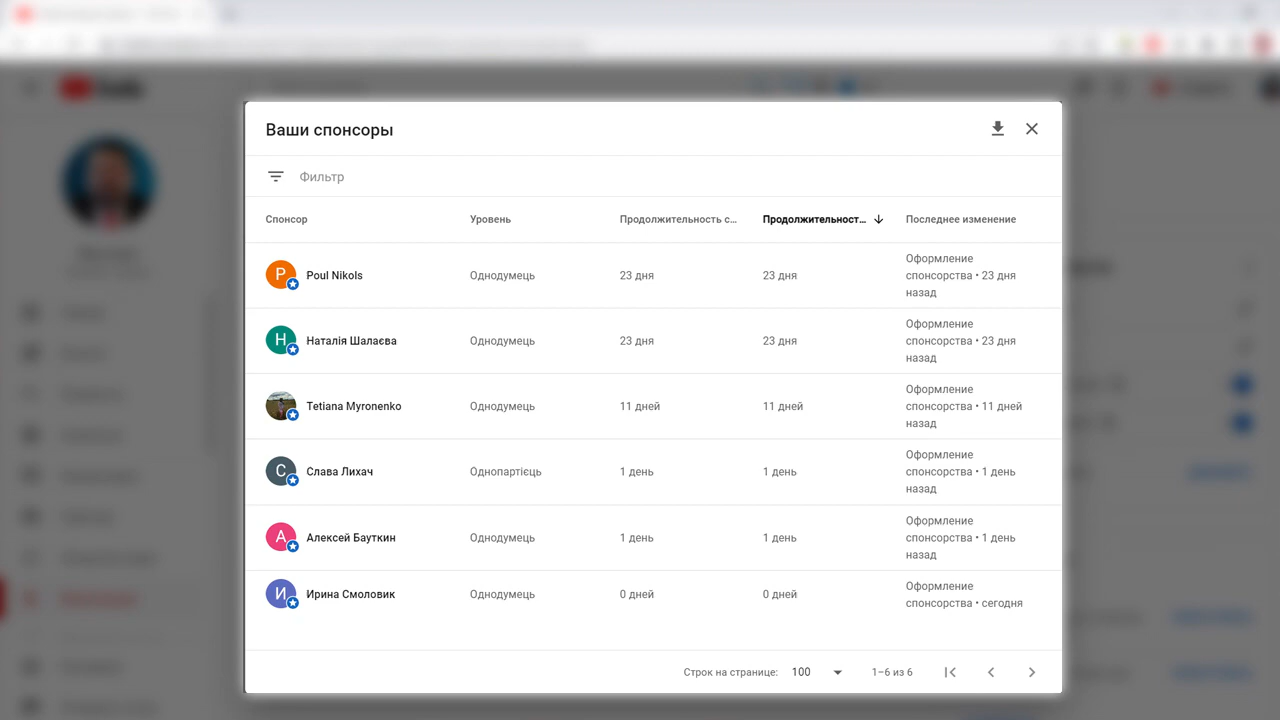 Ваши спонсоры
Фильтр
Спонсор Уровень Продолжительность с... Продолжительност... Последнее изменение
P Poul Nikols Однодумець 23 дня 23 дня Оформление
спонсорства • 23 дня
назад
Н Наталія Шалаєва Однодумець 23 дня 23 дня Оформление
спонсорства • 23 дня
назад
Tetiana Myronenko Однодумець 11 дней 11 дней Оформление
спонсорства • 11 дней
назад
С Слава Лихач Однопартієць 1 день 1 день Оформление
спонсорства • 1 день
назад
А Алексей Бауткин Однодумець 1 день 1 день Оформление
спонсорства • 1 день
назад
И Ирина Смоловик Однодумець 0 дней 0 дней Оформление
спонсорства • сегодня
Строк на странице: 100 1–6 из 6